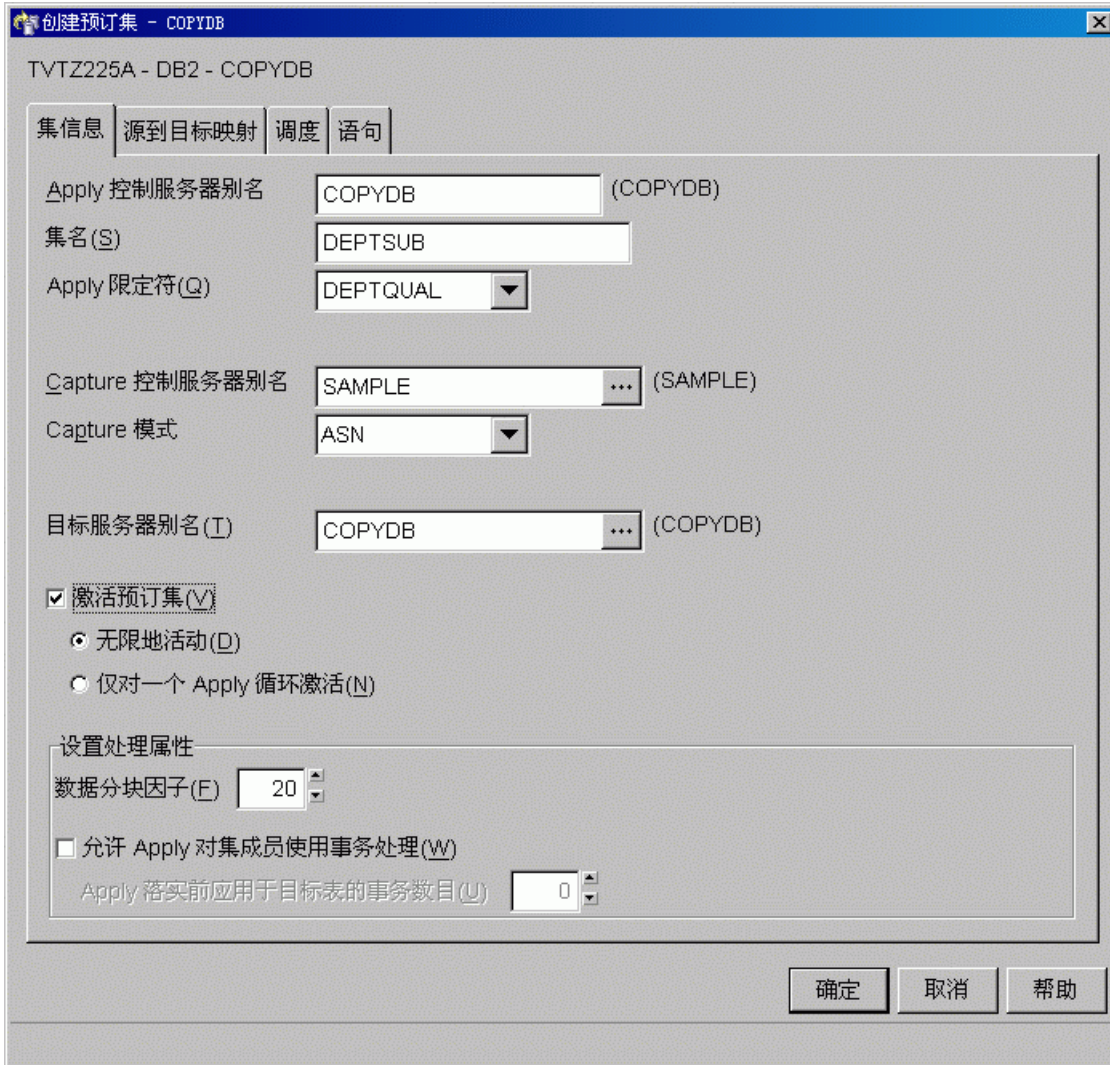 创建预订集 - COPYDB
TVTZ225A - DB2 - COPYDB
集信息 源到目标映射 调度 语句
Apply 控制服务器别名 COPYDB (COPYDB)
集名(S) DEPTSUB
Apply 限定符(Q) DEPTQUAL
Capture 控制服务器别名 SAMPLE ... (SAMPLE)
Capture 模式 ASN
目标服务器别名(T) COPYDB ... (COPYDB)
激活预订集(V)
无限地活动(D)
仅对一个 Apply 循环激活(N)
设置处理属性
数据分块因子(F) 20
允许 Apply 对集成员使用事务处理(W)
Apply 落实前应用于目标表的事务数目(U) 0
确定 取消 帮助